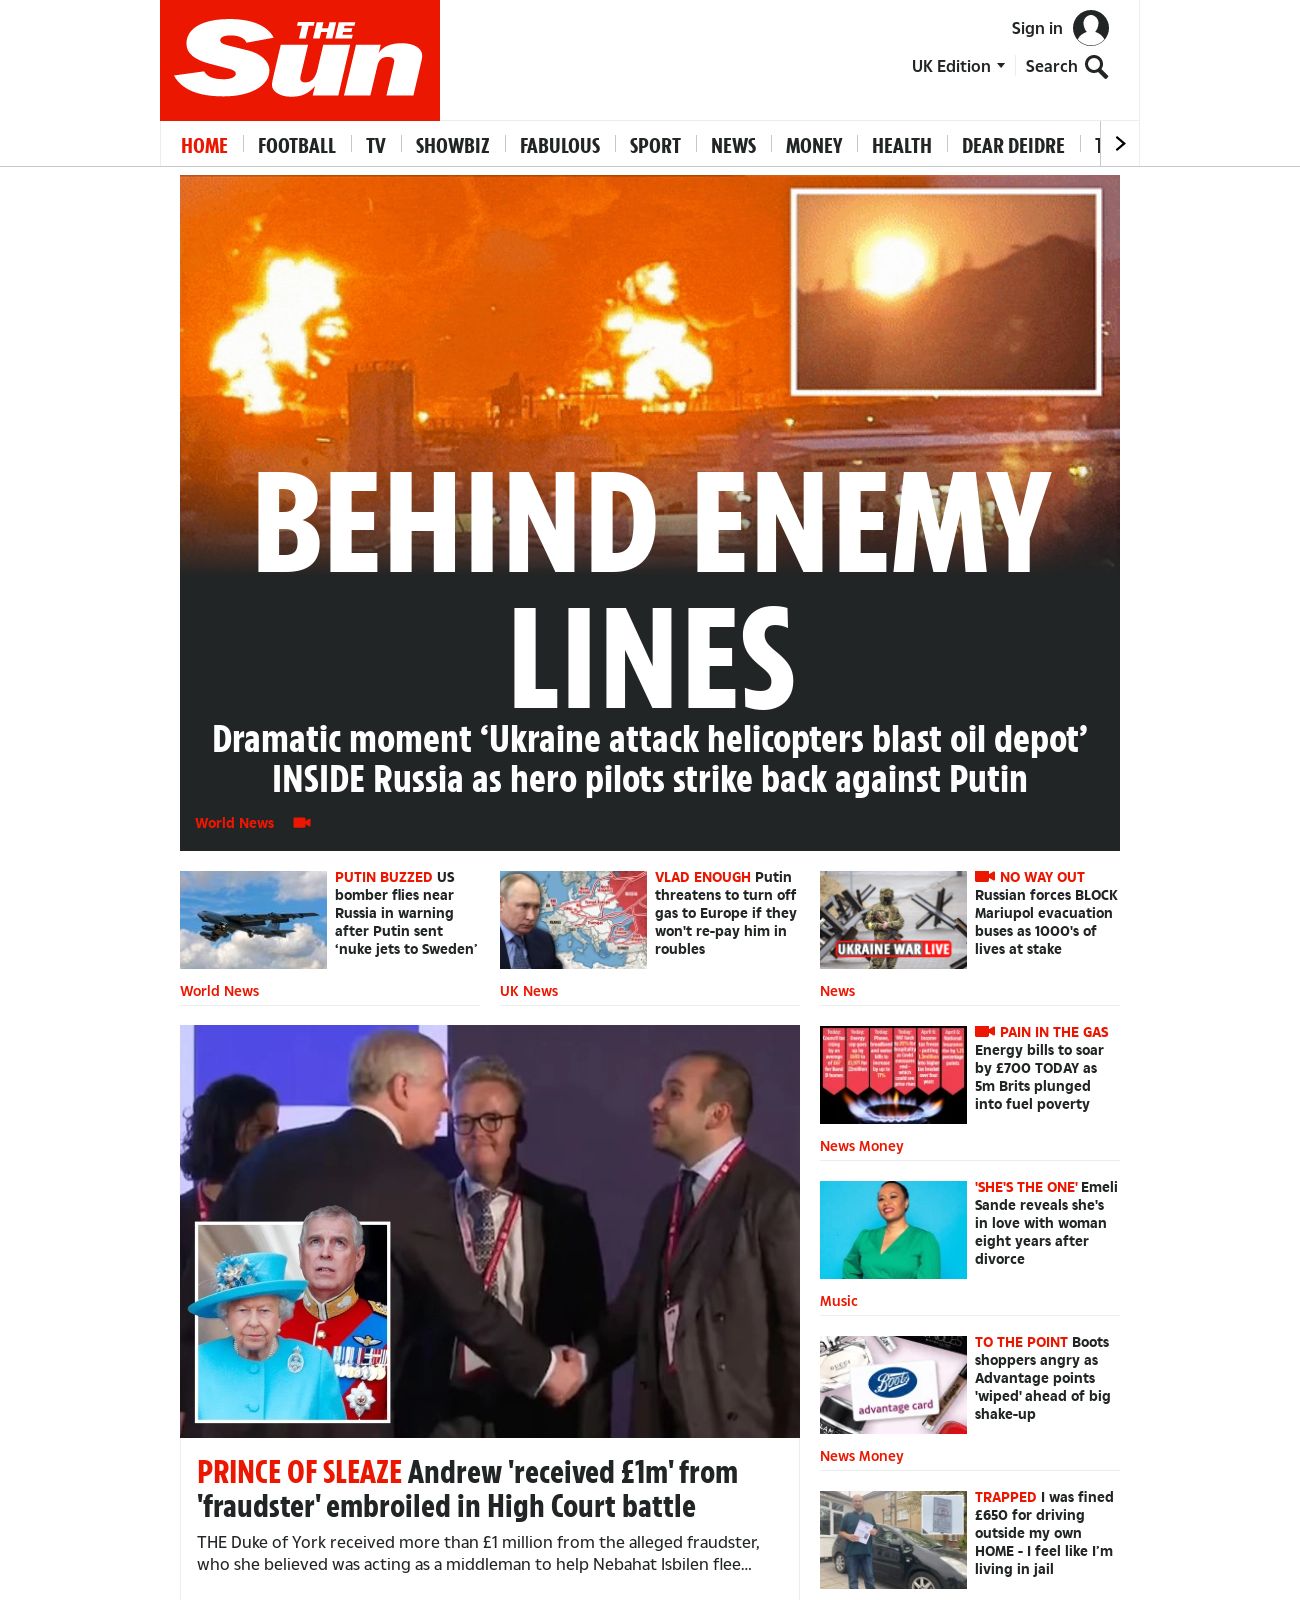 THE
Sun
Sign in
UK Edition
Search
HOME
FOOTBALL
TV
SHOWBIZ
FABULOUS
SPORT
NEWS
MONEY
HEALTH
DEAR DEIDRE
BEHIND ENEMY
LINES
Dramatic moment ‘Ukraine attack helicopters blast oil depot’
INSIDE Russia as hero pilots strike back against Putin
World News
PUTIN BUZZED US
bomber flies near
Russia in warning
after Putin sent
‘nuke jets to Sweden’
World News
VLAD ENOUGH Putin
threatens to turn off
gas to Europe if they
won't re-pay him in
roubles
UK News
UKRAINE WAR LIVE
NO WAY OUT
Russian forces BLOCK
Mariupol evacuation
buses as 1000's of
lives at stake
News
PRINCE OF SLEAZE Andrew 'received £1m' from
'fraudster' embroiled in High Court battle
THE Duke of York received more than £1 million from the alleged fraudster,
who she believed was acting as a middleman to help Nebahat Isbilen flee...
PAIN IN THE GAS
Energy bills to soar
by £700 TODAY as
5m Brits plunged
into fuel poverty
News Money
'SHE'S THE ONE' Emeli
Sande reveals she's
in love with woman
eight years after
divorce
Music
Boots
advantage card
TO THE POINT Boots
shoppers angry as
Advantage points
'wiped' ahead of big
shake-up
News Money
TRAPPED I was fined
£650 for driving
outside my own
HOME - I feel like I’m
living in jail